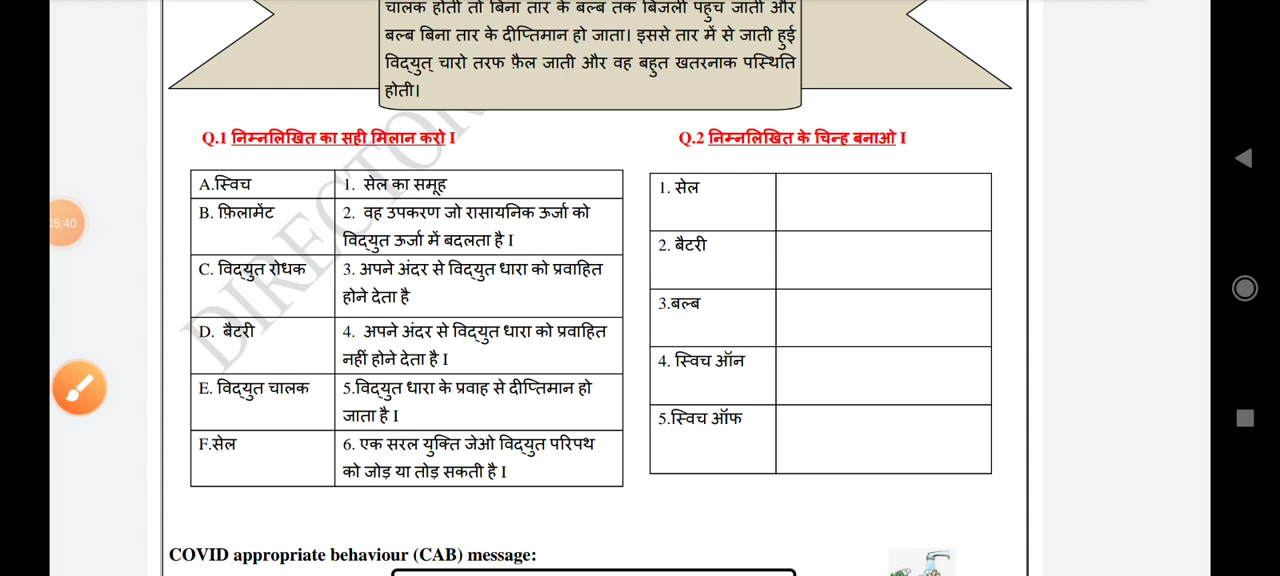 चालक होती तो बिना तार के बल्ब तक बिजली पहुच जाती और
बल्ब बिना तार के दीप्तिमान हो जाता। इससे तार में से जाती हुई
विद्युत् चारो तरफ फ़ैल जाती और वह बहुत खतरनाक पस्थिति
होती।
Q.1 निम्नलिखित का सही मिलान करो I
A.स्विच
1. सेल का समूह
B. फ़िलामेंट
2. वह उपकरण जो रासायनिक ऊर्जा को
विद्युत ऊर्जा में बदलता है I
C. विद्युत रोधक
3. अपने अंदर से विद्युत धारा को प्रवाहित
होने देता है
D. बैटरी
4. अपने अंदर से विद्युत धारा को प्रवाहित
नहीं होने देता है I
E. विद्युत चालक
5.विद्युत धारा के प्रवाह से दीप्तिमान हो
जाता है I
F.सेल
6. एक सरल युक्ति जेओ विद्युत परिपथ
को जोड़ या तोड़ सकती है I
Q.2 निम्नलिखित के चिन्ह बनाओ I
1. सेल
2. बैटरी
3.बल्ब
4. स्विच ऑन
5.स्विच ऑफ
DIRECTOR
05:40
COVID appropriate behaviour (CAB) message: